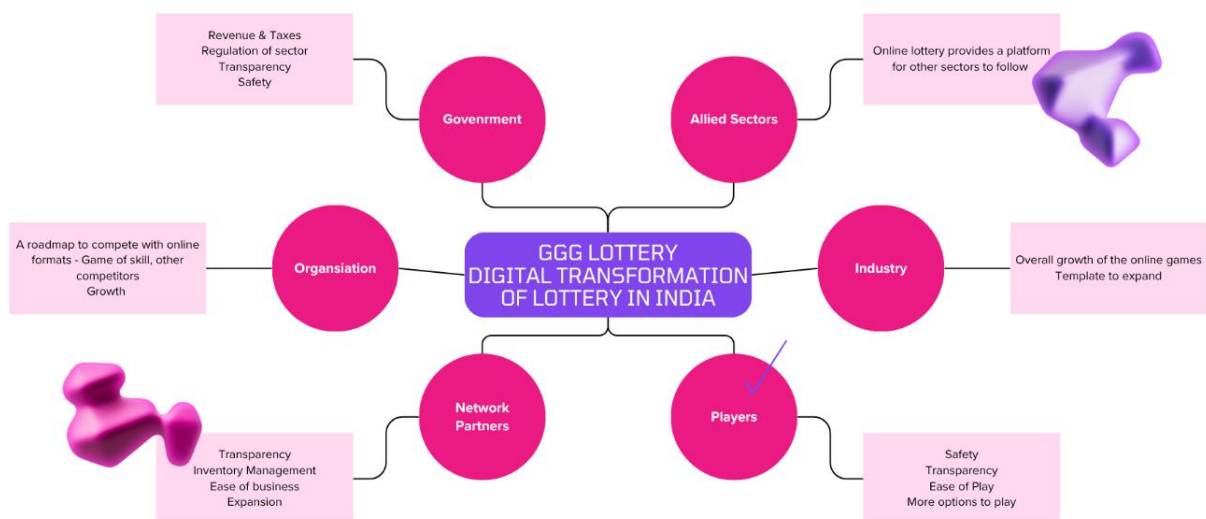 Revenue & Taxes
Regulation of sector
Transparency
Safety
Govenrment
Allied Sectors
Online lottery provides a platform
for other sectors to follow
A roadmap to compete with online
formats - Game of skill, other
competitors
Growth
Organsiation
GGG LOTTERY
DIGITAL TRANSFORMATION
OF LOTTERY IN INDIA
Industry
Overall growth of the online games
Template to expand
Network
Partners
Players
Transparency
Inventory Management
Ease of business
Expansion
Safety
Transparency
Ease of Play
More options to play